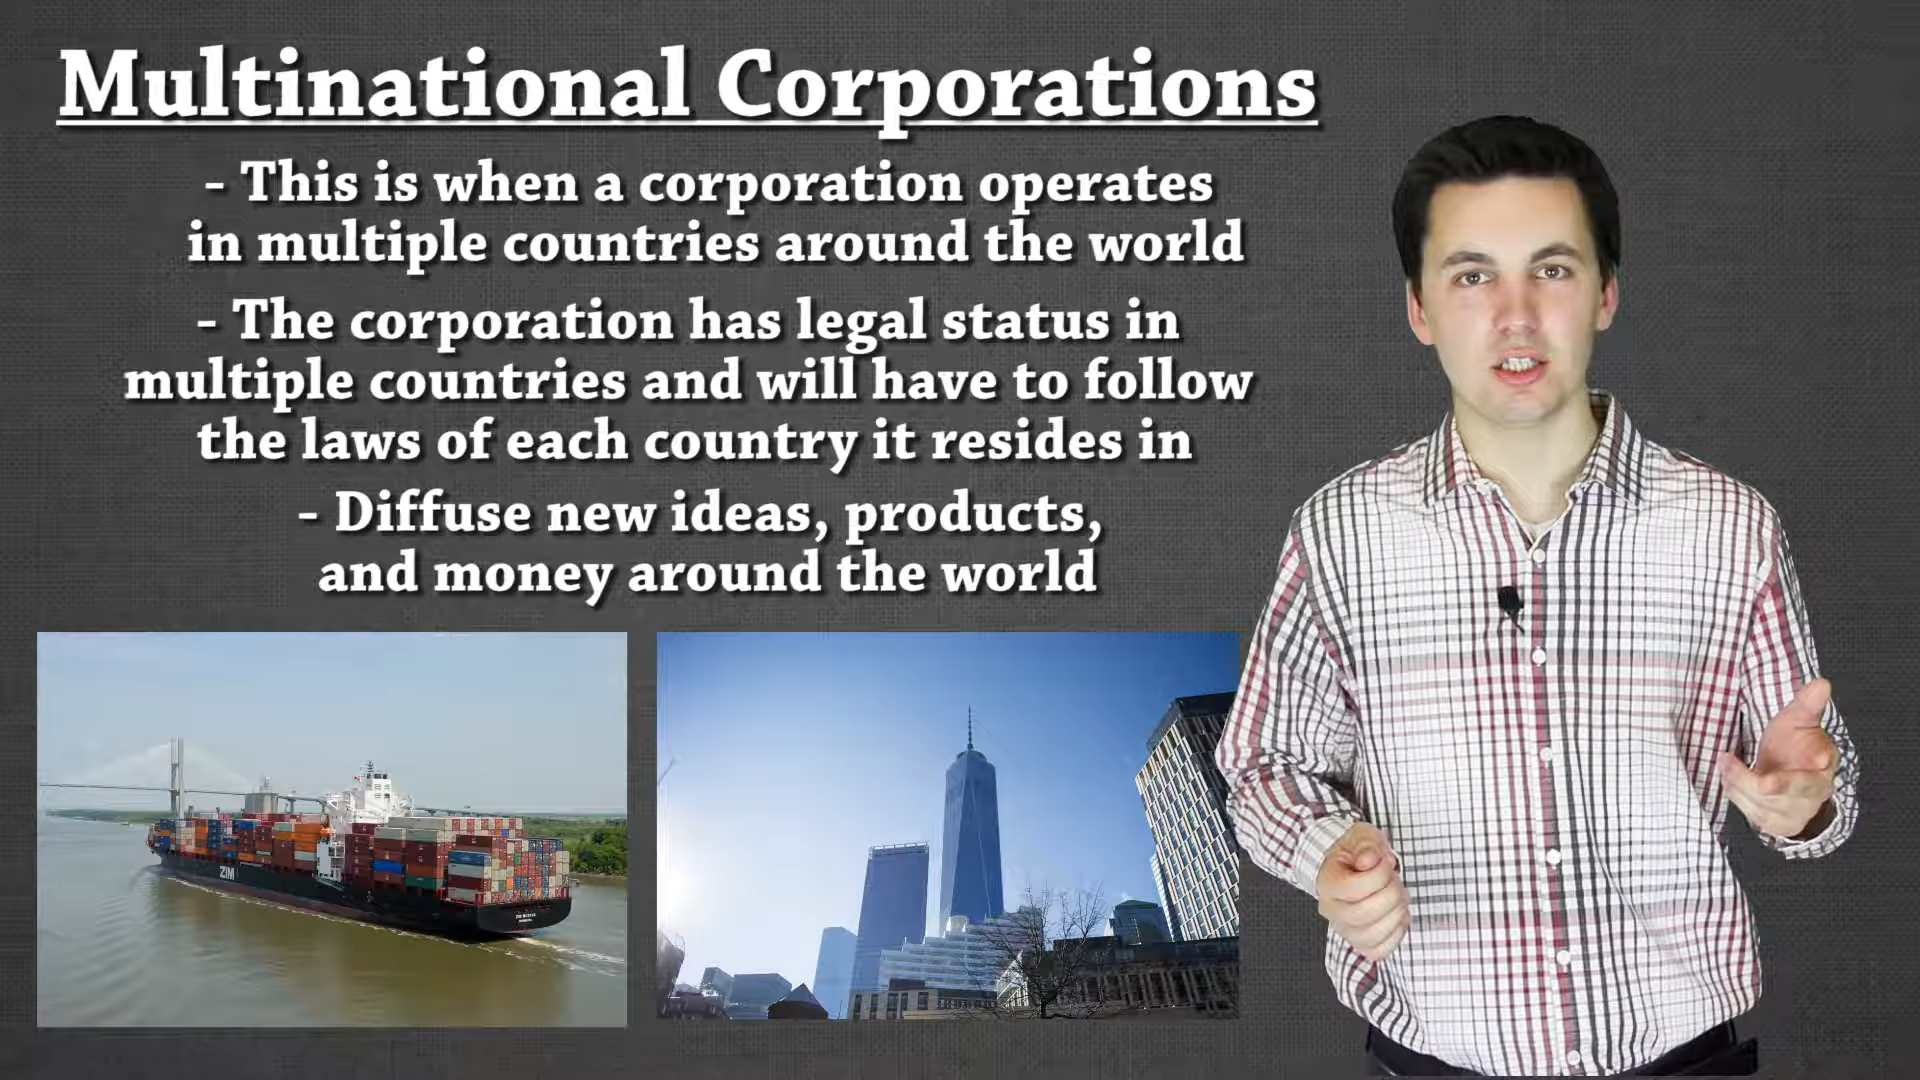 Multinational Corporations
- This is when a corporation operates
in multiple countries around the world
- The corporation has legal status in
multiple countries and will have to follow
the laws of each country it resides in
- Diffuse new ideas, products,
and money around the world
ZIM